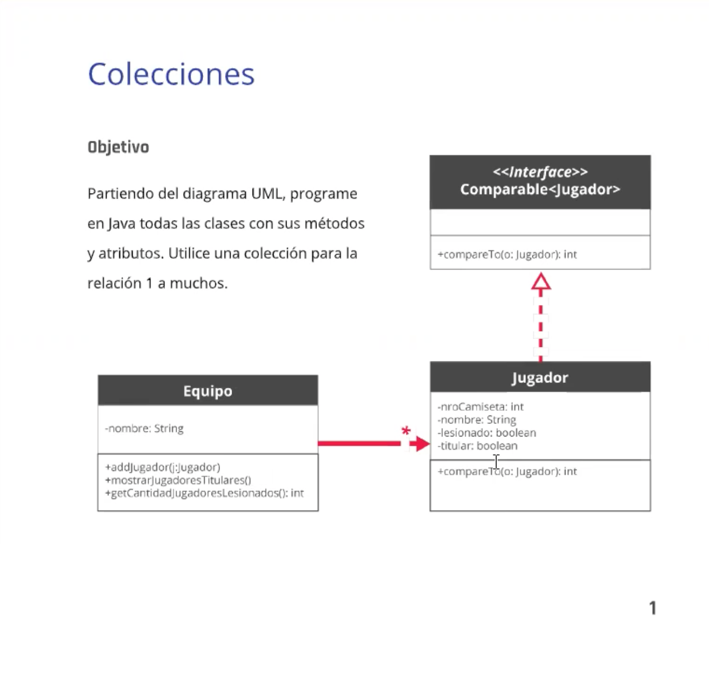 Colecciones
Objetivo
Partiendo del diagrama UML, programe
en Java todas las clases con sus métodos
y atributos. Utilice una colección para la
relación 1 a muchos.
<<Interface>>
Comparable<Jugador>
+compareTo(o: Jugador): int
Equipo
-nombre: String
+addJugador(j:Jugador)
+mostrarJugadoresTitulares()
+getCantidadJugadoresLesionados(): int
*
Jugador
-nroCamiseta: int
-nombre: String
-lesionado: boolean
-titular: boolean
+compareTo(o: Jugador): int
1